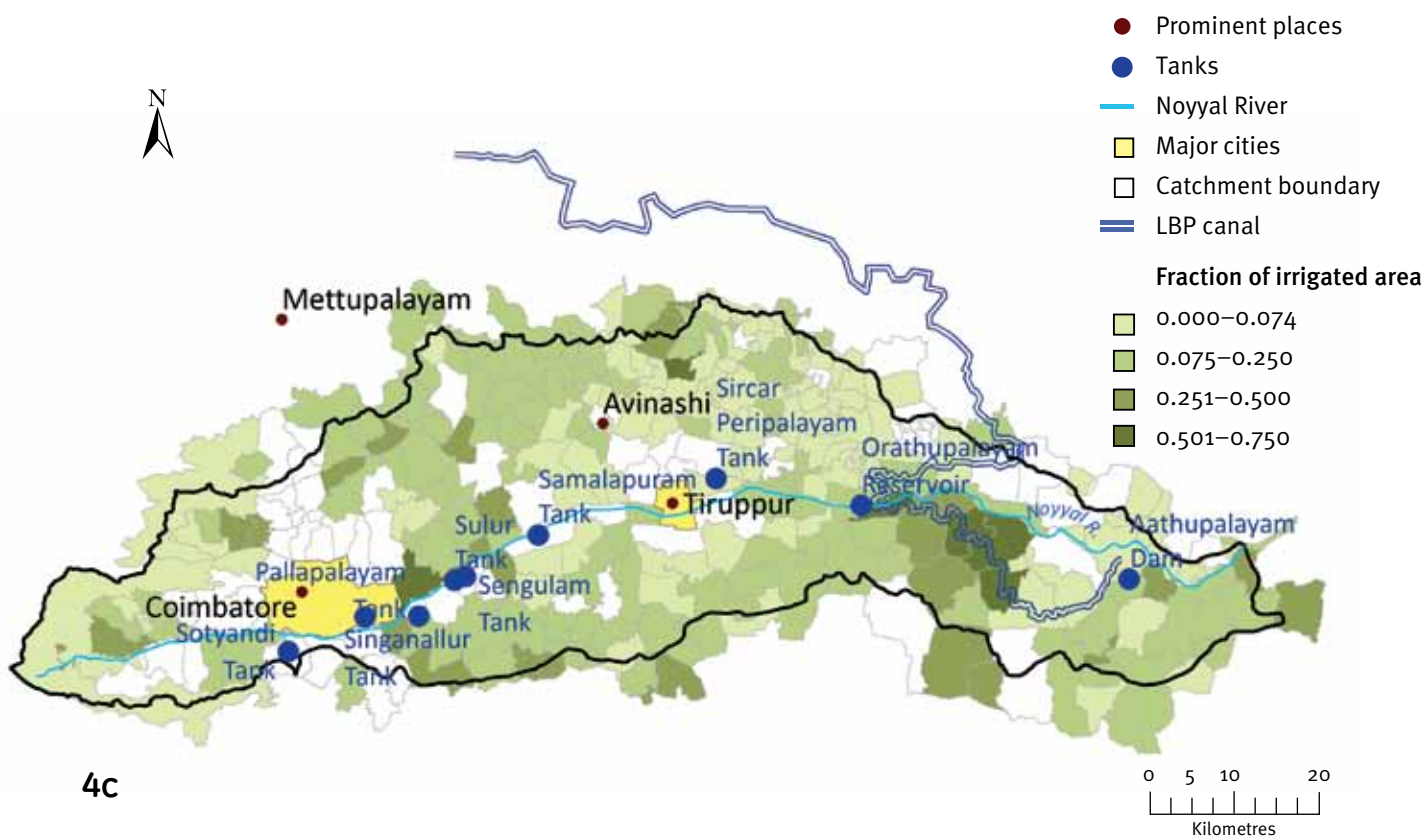 Prominent places
Tanks
Noyyal River
Major cities
Catchment boundary
LBP canal
Fraction of irrigated area
0.000–0.074
0.075–0.250
0.251–0.500
0.501–0.750
N
Mettupalayam
Avinashi
Sircar
Peripalayam
Tank
Orathupalayam
Reservoir
Samalapuram
Tank
Tiruppur
Noyyal R.
Aathupalayam
Dam
Sulur
Tank
Sengulam
Tank
Pallapalayam
Tank
Coimbatore
Sotyandi
Tank
Singanallur
Tank
4c
0 5 10 20
Kilometres